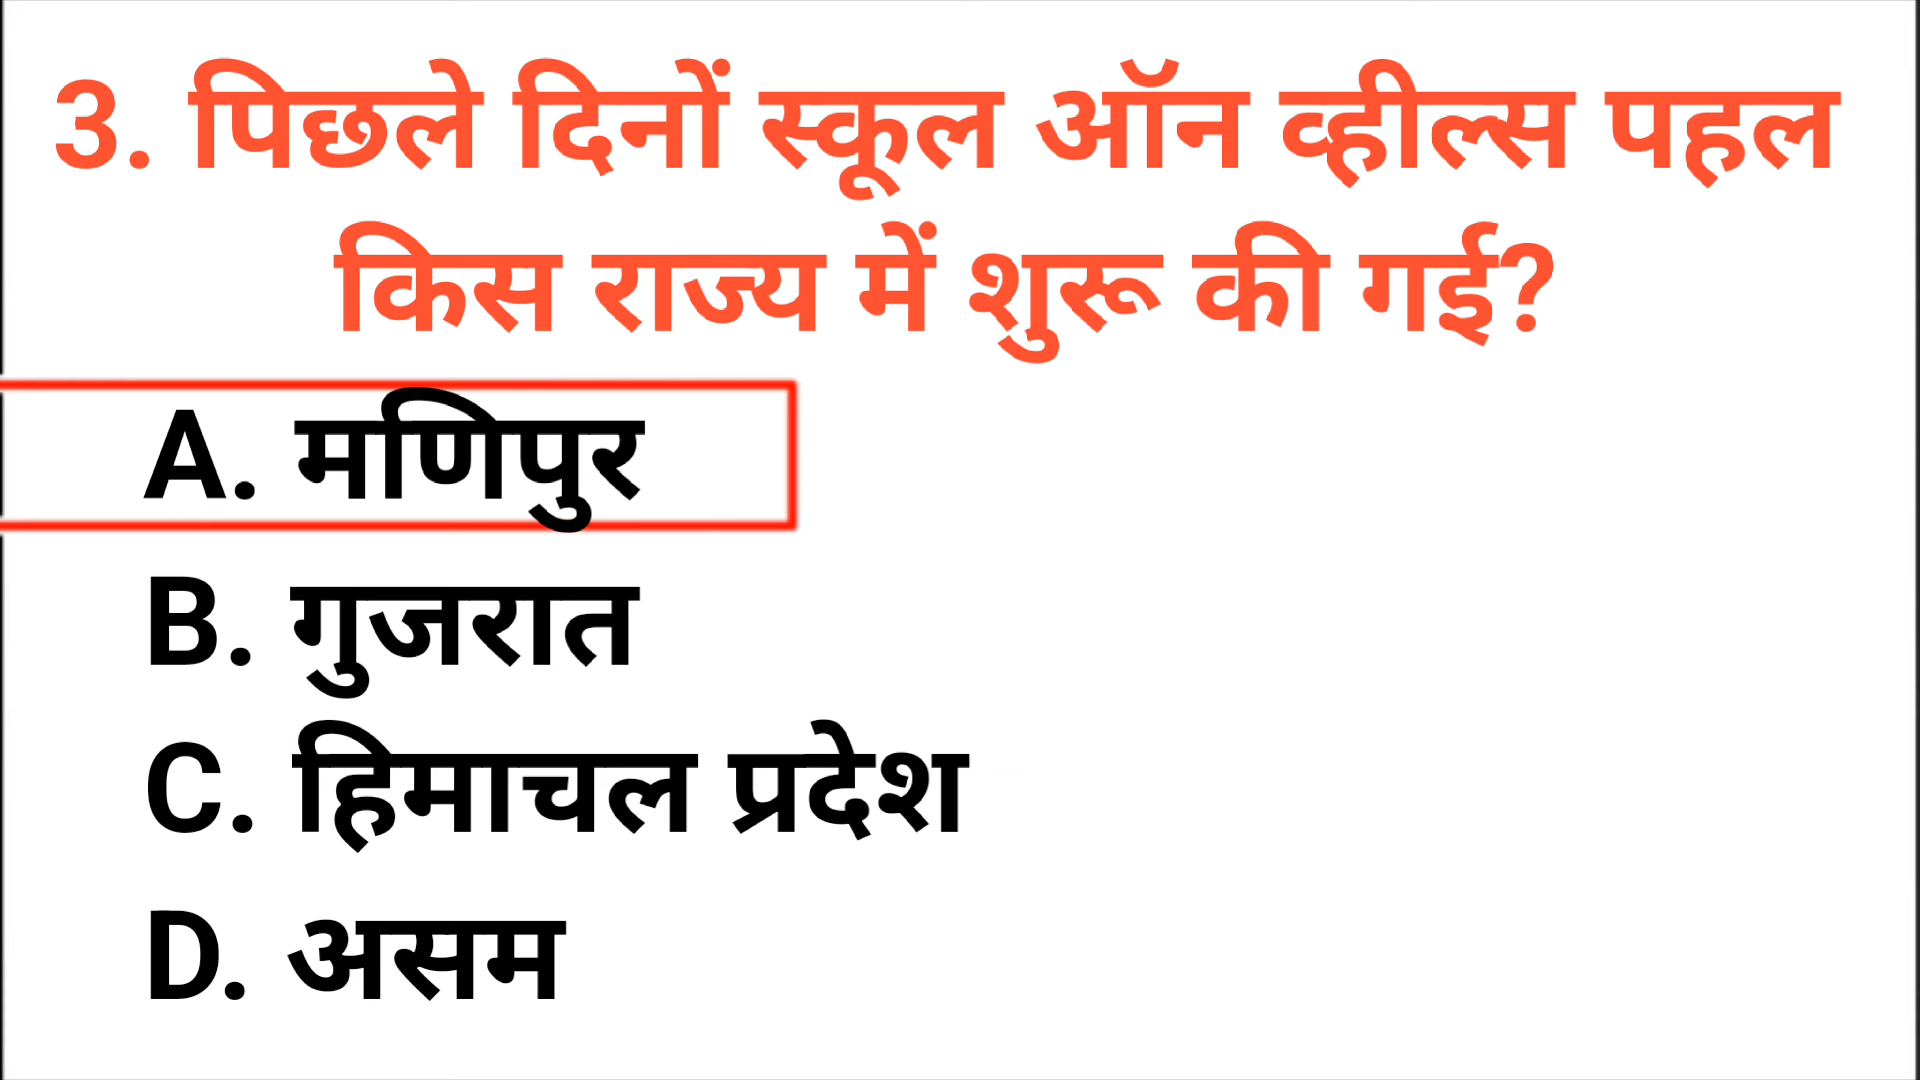 3. पिछले दिनों स्कूल ऑन व्हील्स पहल
किस राज्य में शुरू की गई?
A. मणिपुर
B. गुजरात
C. हिमाचल प्रदेश
D. असम